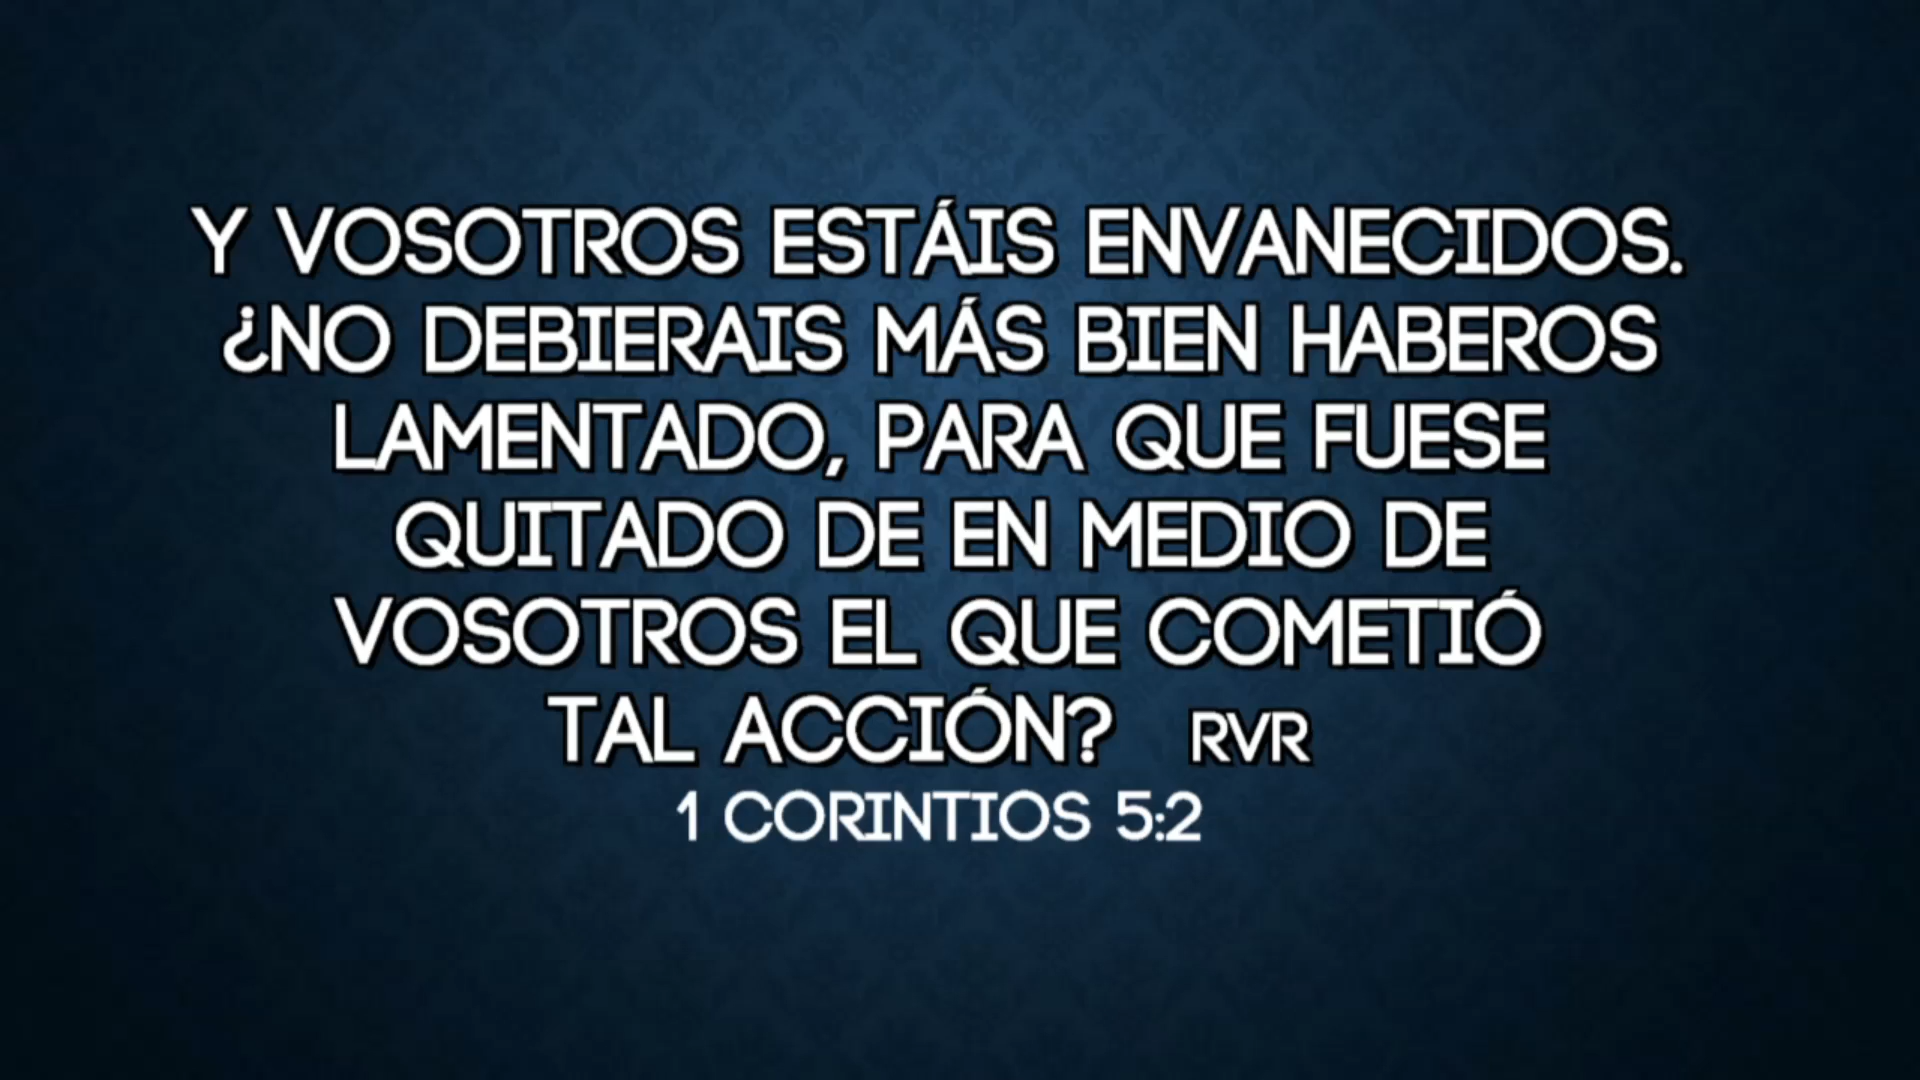 Y VOSOTROS ESTÁIS ENVANECIDOS.
¿NO DEBIERAIS MÁS BIEN HABEROS
LAMENTADO, PARA QUE FUESE
QUITADO DE EN MEDIO DE
VOSOTROS EL QUE COMETIÓ
TAL ACCIÓN? RVR
1 CORINTIOS 5:2